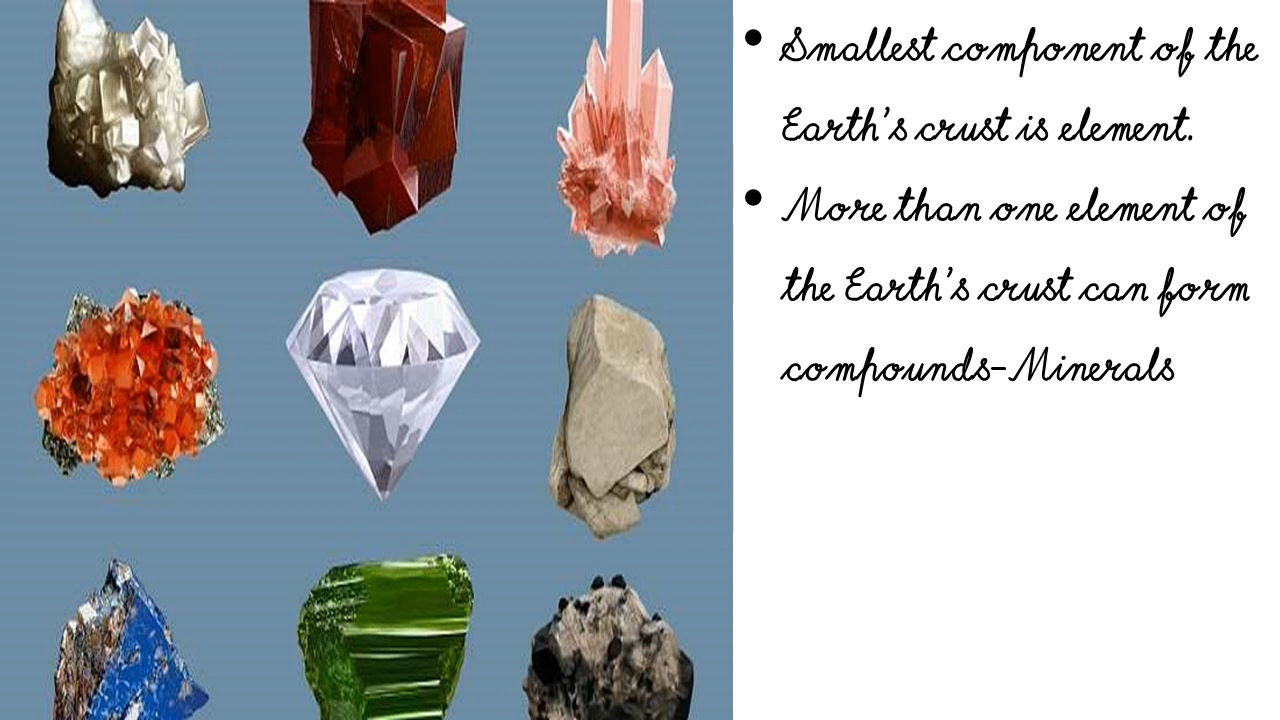 • Smallest component of the
Earth's crust is element.
• More than one element of
the Earth's crust can form
compounds-Minerals